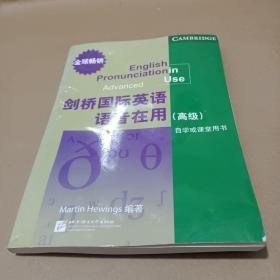 CAMBRIDGE
全球畅销
English
Pronunciation in
Use
Advanced
剑桥国际英语
语音在用（高级）
自学或课堂用书
ð θ
dʒ
Martin Hewings 编著